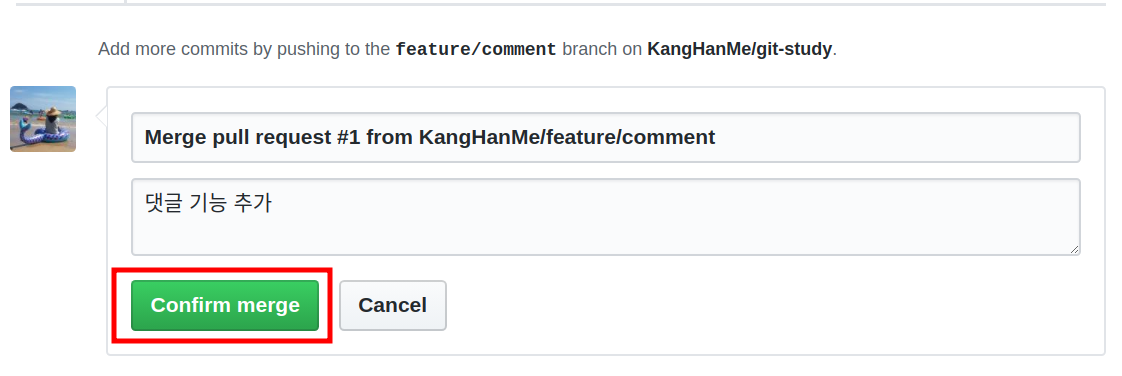 Add more commits by pushing to the feature/comment branch on KangHanMe/git-study.
Merge pull request #1 from KangHanMe/feature/comment
댓글 기능 추가
Confirm merge
Cancel